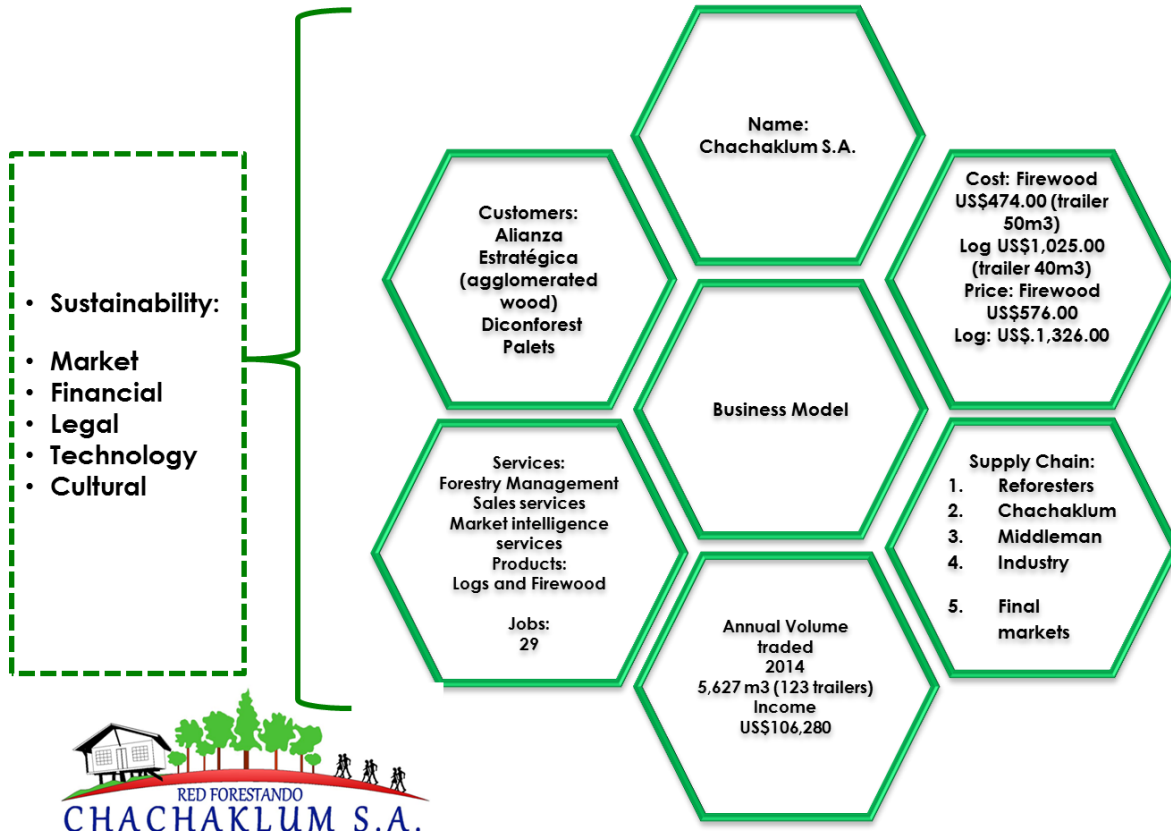 • Sustainability:
• Market
• Financial
• Legal
• Technology
• Cultural
Name:
Chachaklum S.A.
Customers:
Alianza
Estratégica
(agglomerated
wood)
Diconforest
Palets
Cost: Firewood
US$474.00 (trailer
50m3)
Log US$1,025.00
(trailer 40m3)
Price: Firewood
US$576.00
Log: US$.1,326.00
Business Model
Services:
Forestry Management
Sales services
Market intelligence
services
Products:
Logs and Firewood
Jobs:
29
Supply Chain:
1. Reforesters
2. Chachaklum
3. Middleman
4. Industry
5. Final
markets
Annual Volume
traded
2014
5,627 m3 (123 trailers)
Income
US$106,280
RED FORESTANDO
CHACHAKLUM S.A.